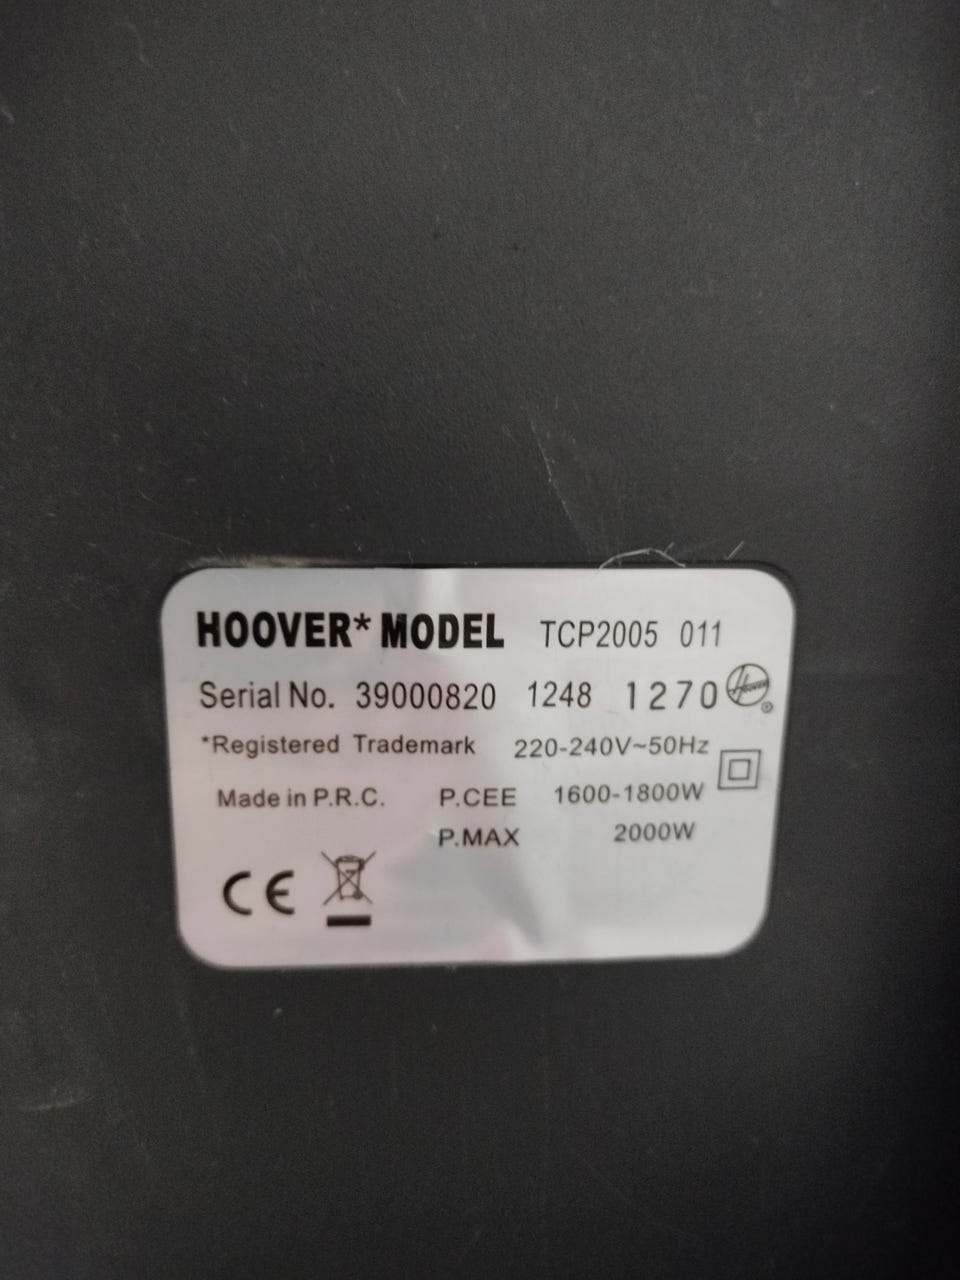 HOOVER* MODEL TCP2005 011
Serial No. 39000820 1248 1270 Hoover ®
*Registered Trademark 220-240V~50Hz
Made in P.R.C. P.CEE 1600-1800W
P.MAX 2000W
CE